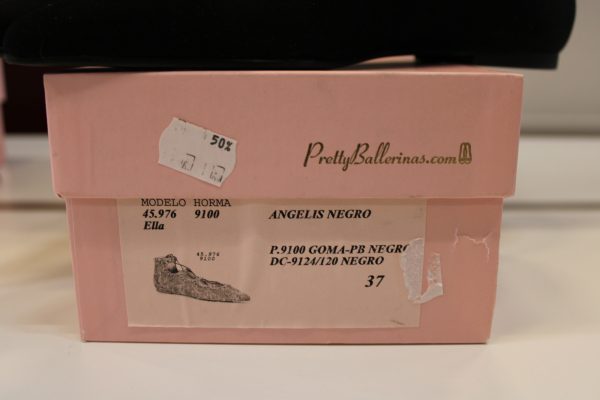 50%
PrettyBallerinas.com
MODELO HORMA
45.976 9100 ANGELIS NEGRO
Ella
P.9100 GOMA-PB NEGRO
DC-9124/120 NEGRO
45.976
9100
37